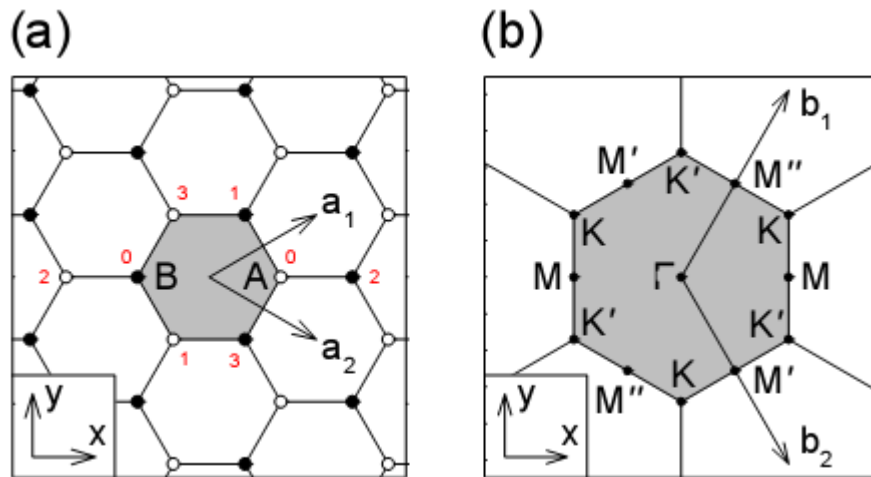 (a)
3 1
a1
0 0
2 B A 2
a2
1 3
y
x
(b)
b1
M′ K′ M″
K K
M Γ M
K′ K′
K M′
M″
b2
y
x